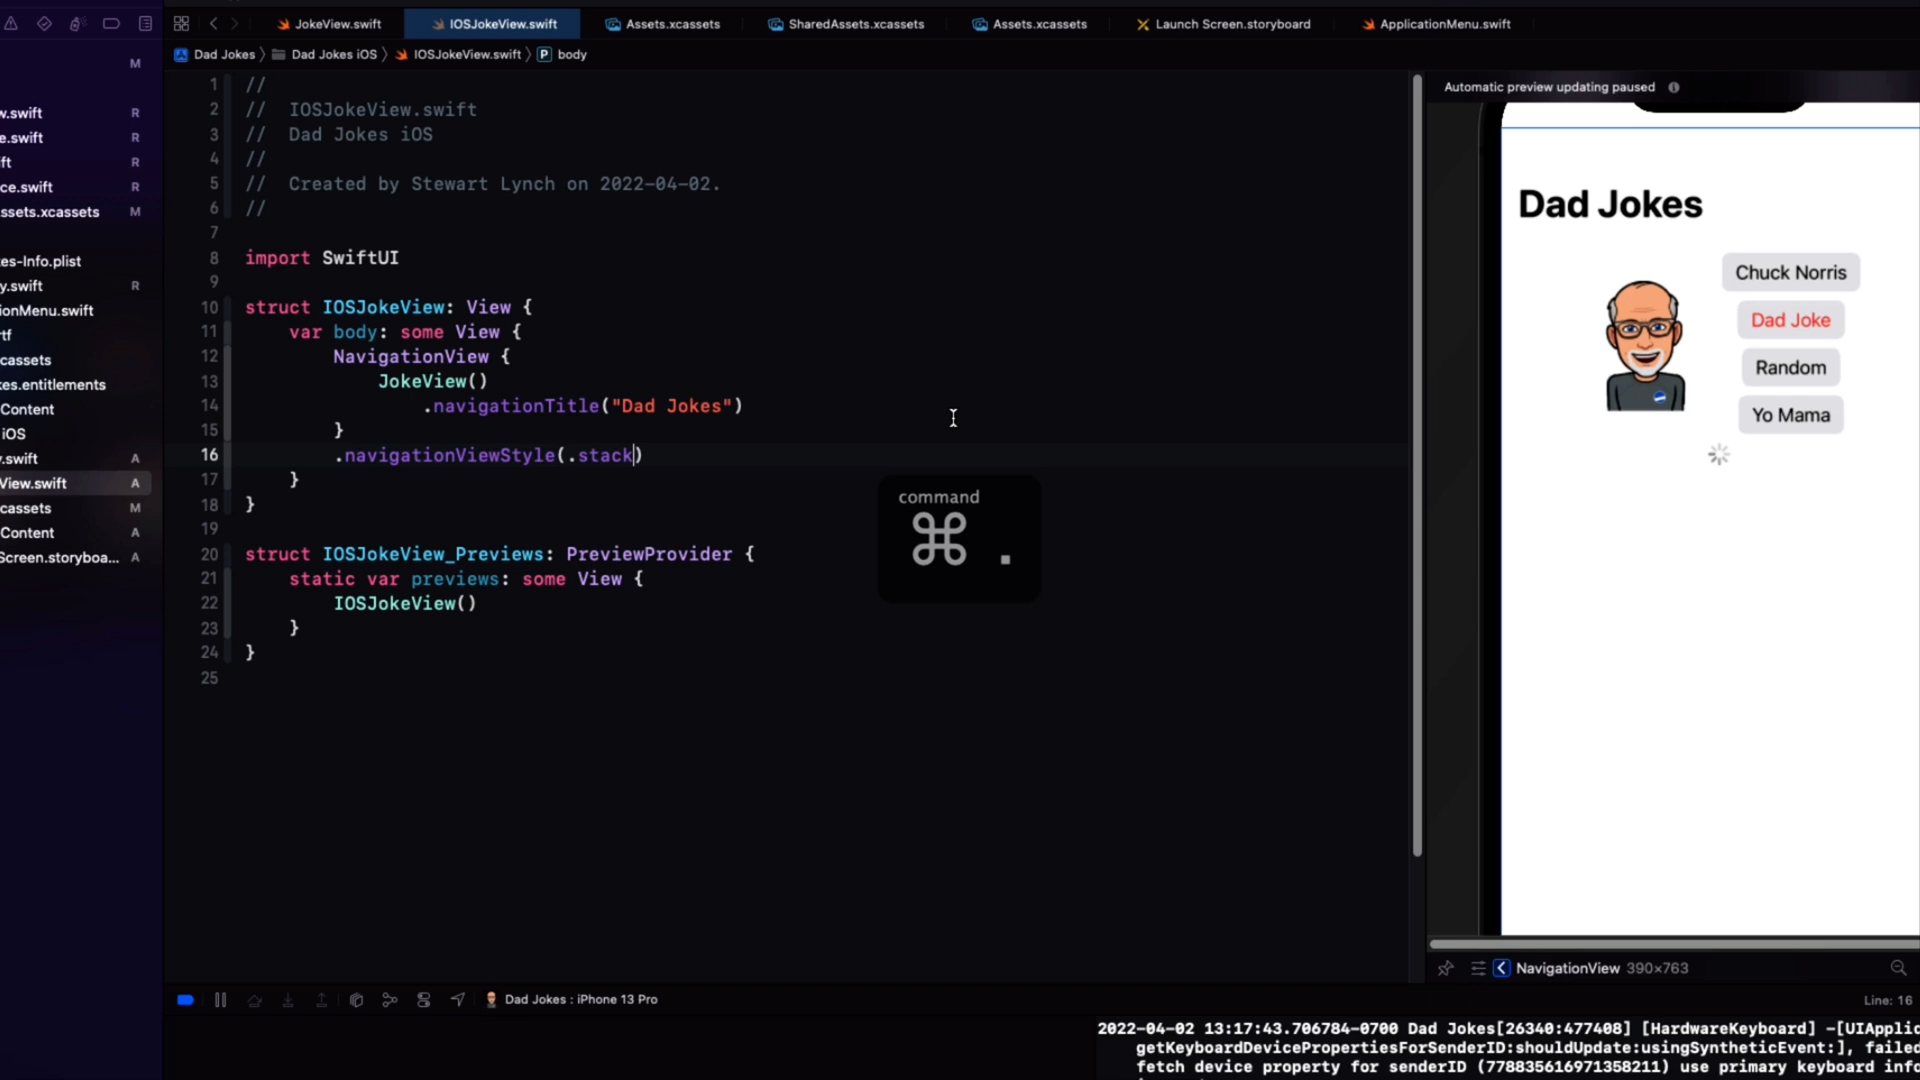 JokeView.swift
IOSJokeView.swift
Assets.xcassets
SharedAssets.xcassets
Assets.xcassets
Launch Screen.storyboard
ApplicationMenu.swift
Dad Jokes
Dad Jokes iOS
IOSJokeView.swift
P body
M
w.swift R
e.swift R
ft R
ce.swift R
ssets.xcassets M
es-Info.plist
y.swift R
ionMenu.swift
rtf
cassets
kes.entitlements
Content
iOS
y.swift A
View.swift A
cassets M
Content A
Screen.storyboa... A
1 //
2 // IOSJokeView.swift
3 // Dad Jokes iOS
4 //
5 // Created by Stewart Lynch on 2022-04-02.
6 //
7
8 import SwiftUI
9
10 struct IOSJokeView: View {
11 var body: some View {
12 NavigationView {
13 JokeView()
14 .navigationTitle("Dad Jokes")
15 }
16 .navigationViewStyle(.stack)
17 }
18 }
19
20 struct IOSJokeView_Previews: PreviewProvider {
21 static var previews: some View {
22 IOSJokeView()
23 }
24 }
25
command
⌘ .
Automatic preview updating paused
Dad Jokes
Chuck Norris
Dad Joke
Random
Yo Mama
NavigationView 390×763
Dad Jokes : iPhone 13 Pro
Line: 16
2022-04-02 13:17:43.706784-0700 Dad Jokes[26340:477408] [HardwareKeyboard] -[UIApplic
getKeyboardDevicePropertiesForSenderID:shouldUpdate:usingSyntheticEvent:], failed
fetch device property for senderID (778835616971358211) use primary keyboard info